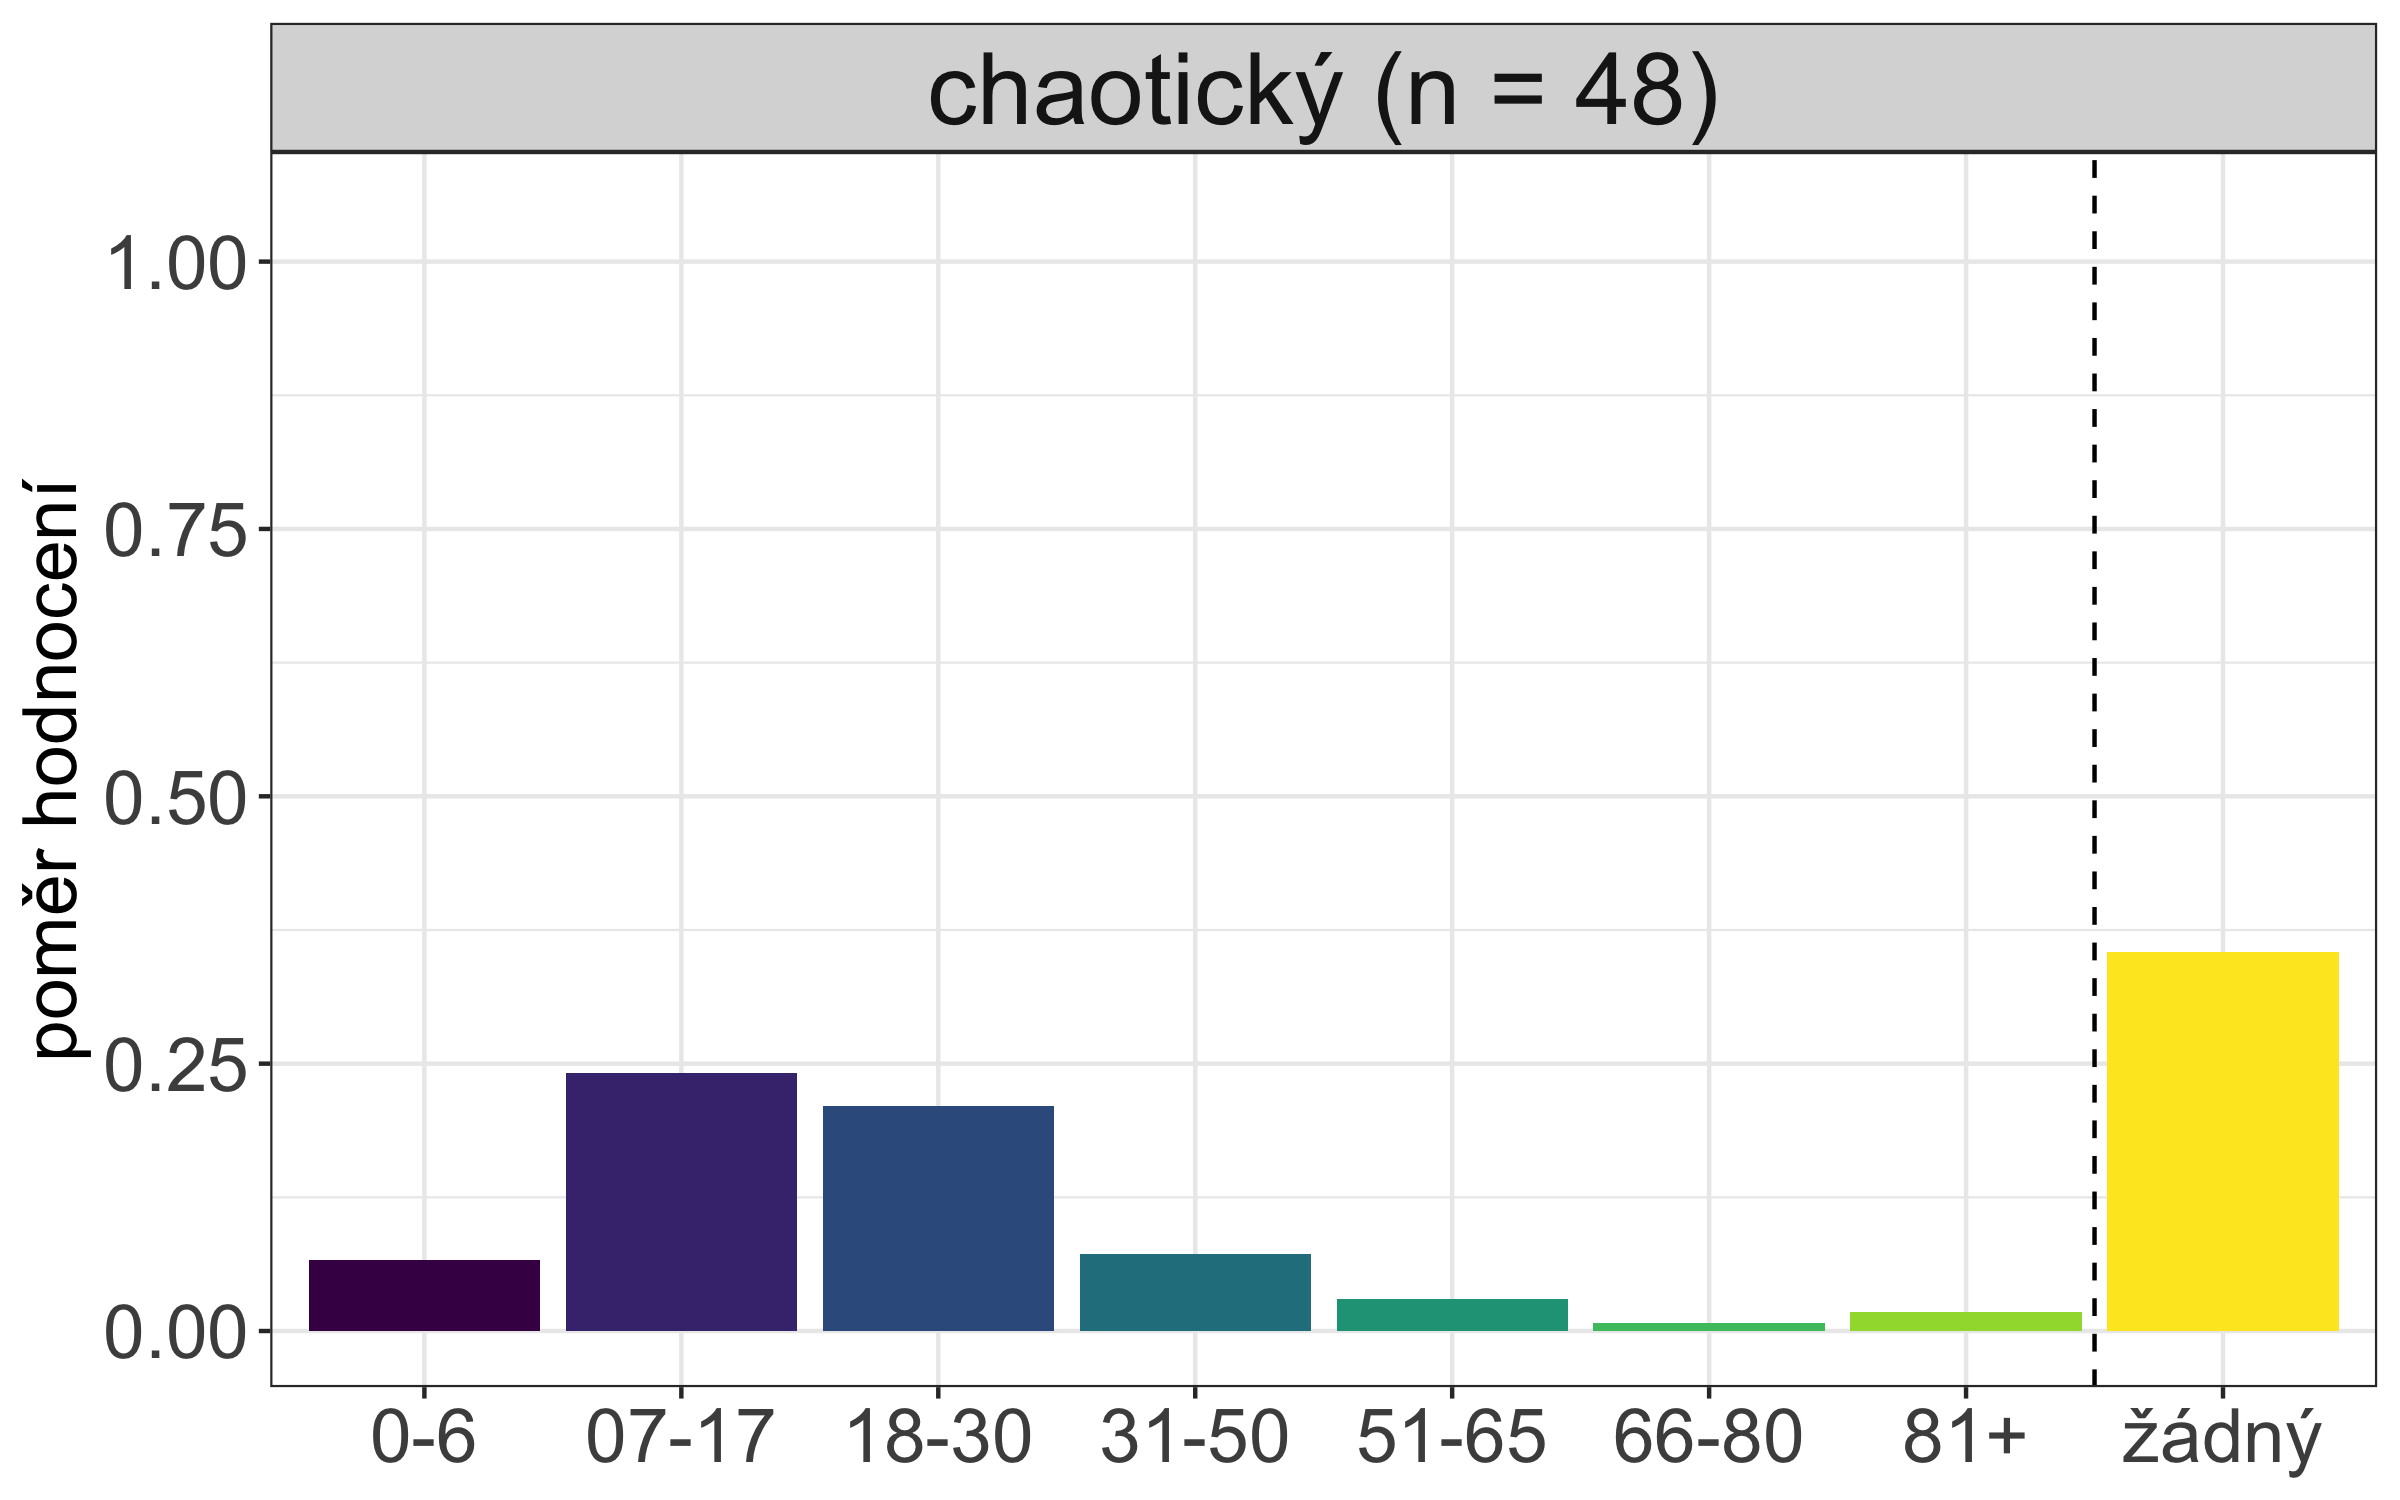 chaotický (n = 48)
poměr hodnocení
1.00
0.75
0.50
0.25
0.00
0-6 07-17 18-30 31-50 51-65 66-80 81+ žádný